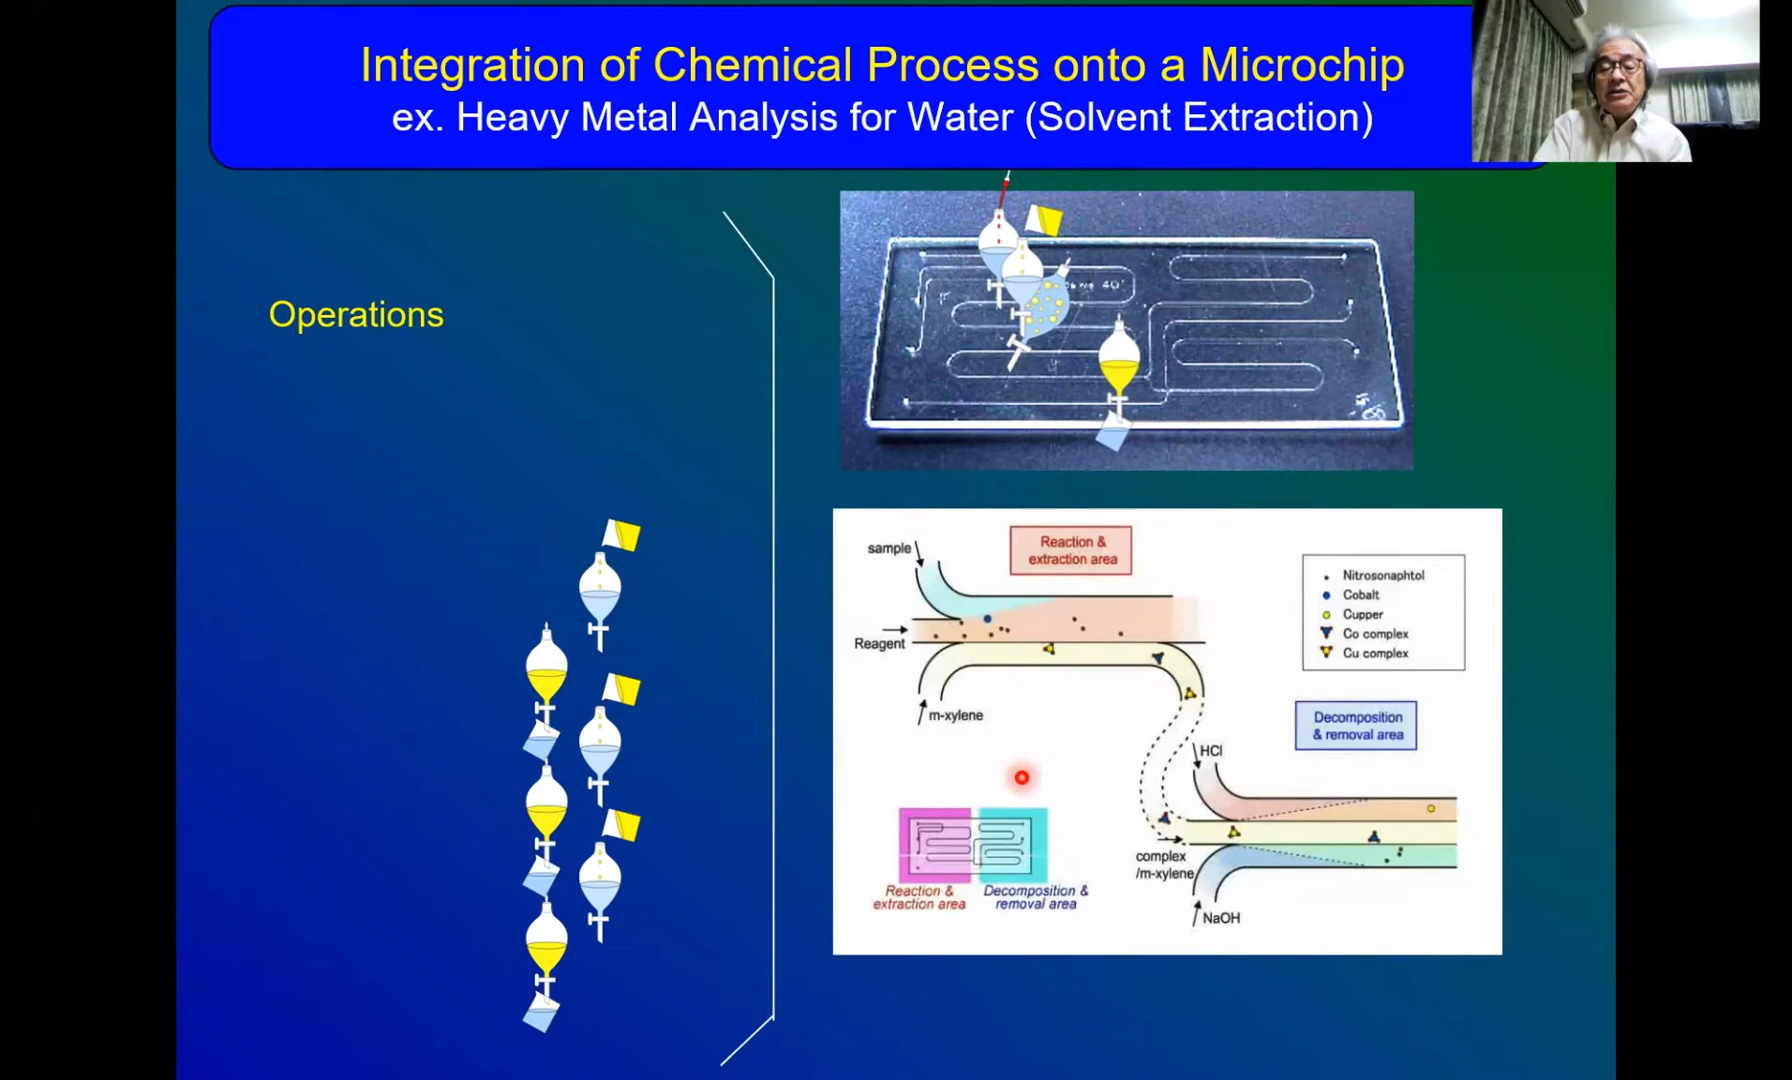 Integration of Chemical Process onto a Microchip
ex. Heavy Metal Analysis for Water (Solvent Extraction)
Operations
sample
Reagent
m-xylene
Reaction &
extraction area
Nitrosonaphtol
Cobalt
Cupper
Co complex
Cu complex
Decomposition
& removal area
HCl
complex
/m-xylene
NaOH
Reaction &
extraction area
Decomposition &
removal area